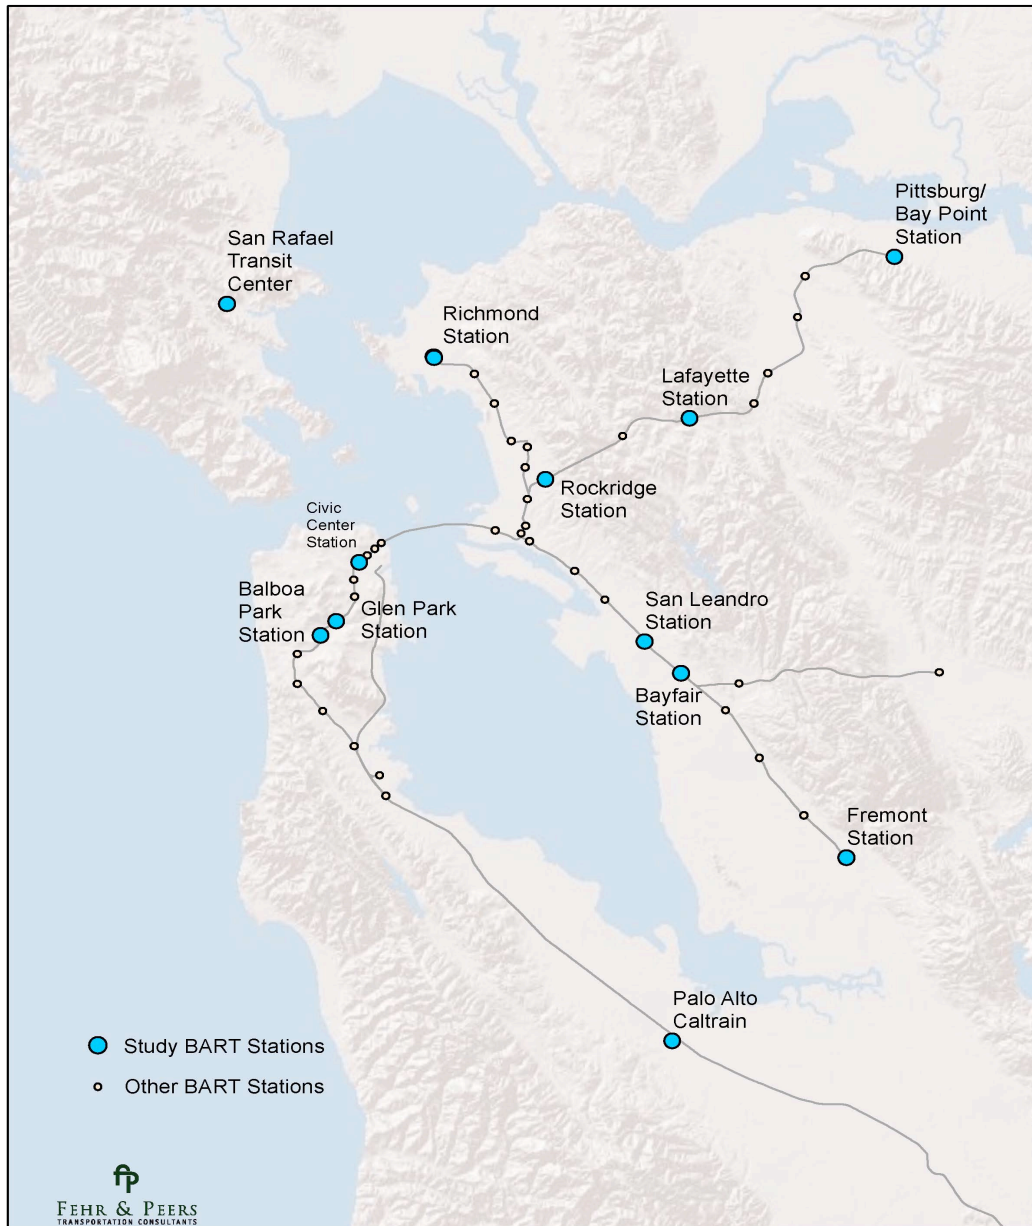 Pittsburg/
Bay Point
Station
San Rafael
Transit
Center
Richmond
Station
Lafayette
Station
Rockridge
Station
Civic
Center
Station
Balboa
Park
Station
Glen Park
Station
San Leandro
Station
Bayfair
Station
Fremont
Station
Palo Alto
Caltrain
Study BART Stations
Other BART Stations
FP
FEHR & PEERS
TRANSPORTATION CONSULTANTS